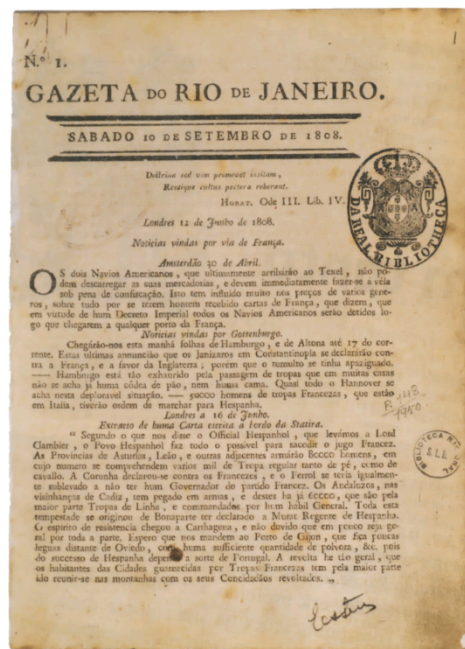 N.º 1.
GAZETA DO RIO DE JANEIRO.
SABADO 10 DE SETEMBRO DE 1808.
Doctrina sed vim promovet insitam,
Rectique cultus pectora roborant.
HORAT. Ode III. Lib. IV.
Londres 12 de Junho de 1808.
Noticias vindas por via de França.
Amsterdão 30 de Abril.
OS dois Navios Americanos, que ultimamente arribárão ao Texel, não po-
dem descarregar as suas mercadorias, e devem immediatamente fazer-se á vela
sob pena de confiscação. Isto tem influido muito nos preços de varios gene-
ros, sobre tudo por se terem hontem recebido cartas de França, que dizem, que
em virtude de hum Decreto Imperial todos os Navios Americanos serão detidos lo-
go que chegarem a qualquer porto da França.
Noticias vindas por Gottenburgo.
Chegárão-nos esta manhã folhas de Hamburgo, e de Altona até 17 do cor-
rente. Estas ultimas annuncião que os Janizaros em Constantinopla se declarárão con-
tra a França, e a favor da Inglaterra; porém que o tumulto se tinha apaziguado.
— Hamburgo está tão exhaurido pela passagem de tropas que em muitas casas
não se acha já huma côdea de pão, nem huma cama. Quasi todo o Hannover se
acha nesta deploravel situação. — 50000 homens de tropas Francezas, que estão
em Italia, tiverão ordem de marchar para Hespanha.
Londres a 16 de Junho.
Extracto de huma Carta escrita a bordo da Statira.
" Segundo o que nos disse o Official Hespanhol, que levámos a Lord
Gambier, o Povo Hespanhol faz todo o possivel para sacudir o jugo Francez.
As Provincias de Asturias, Leão, e outras adjacentes armárão 80000 homens, em
cujo numero se comprehendem varios mil de Tropa regular tanto de pé, como de
cavallo. A Corunha declarou-se contra os Francezes, e o Ferrol se teria igualmen-
te sublevado a não ter hum Governador do partido Francez. Os Andaluzes, nas
visinhanças de Cadiz, tem pegado em armas, e destes ha já 60000, que são pela
maior parte Tropas de Linha, e commandados por hum habil General. Toda esta
tempestade se originou de Bonaparte ter declarado a Murat Regente de Hespanha.
O espirito de resistencia chegou a Carthagena, e não duvido que em pouco seja ge-
ral por toda a parte. Espero que nos mandem ao Porto de Gijon, que fica poucas
leguas distante de Oviedo, com huma sufficiente quantidade de polvora, &c. pois
do successo de Hespanha depende a sorte de Portugal. A revolta he tão geral, que
os habitantes das Cidades guarnecidas por Tropas Francezas tem pela maior parte
ido reunir-se nas montanhas com os seus Concidadãos revoltados. „
DA REAL BIBLIOTHECA